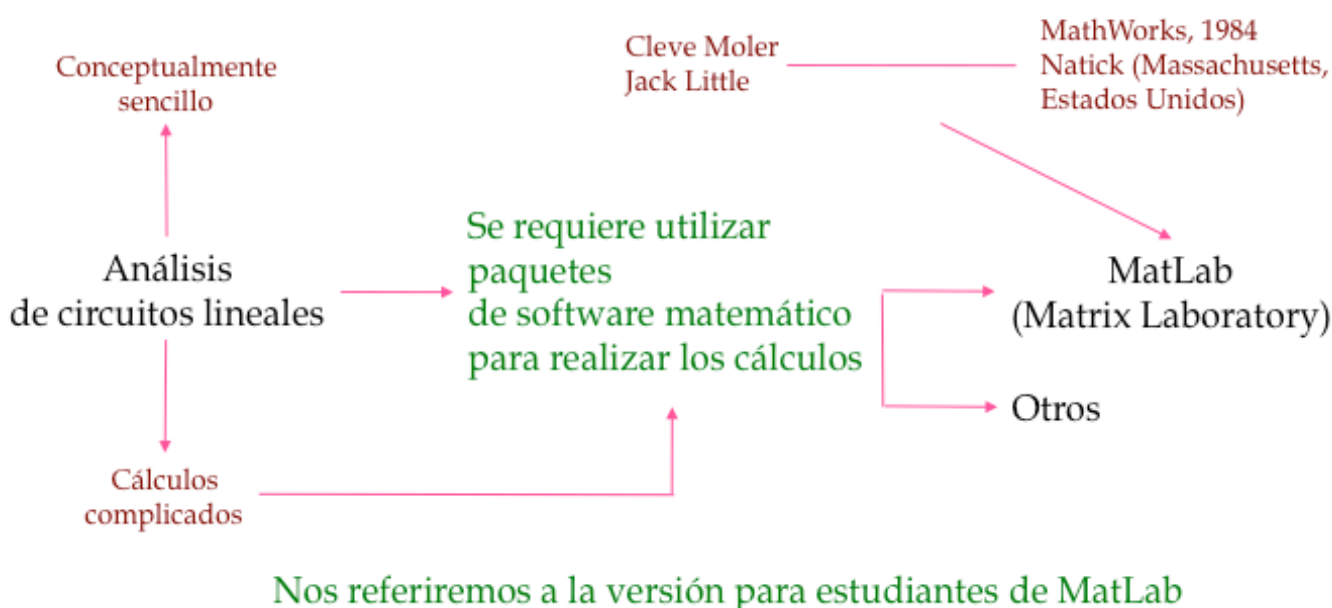 Conceptualmente
sencillo
Cleve Moler
Jack Little
MathWorks, 1984
Natick (Massachusetts,
Estados Unidos)
Análisis
de circuitos lineales
Se requiere utilizar
paquetes
de software matemático
para realizar los cálculos
MatLab
(Matrix Laboratory)
Otros
Cálculos
complicados
Nos referiremos a la versión para estudiantes de MatLab